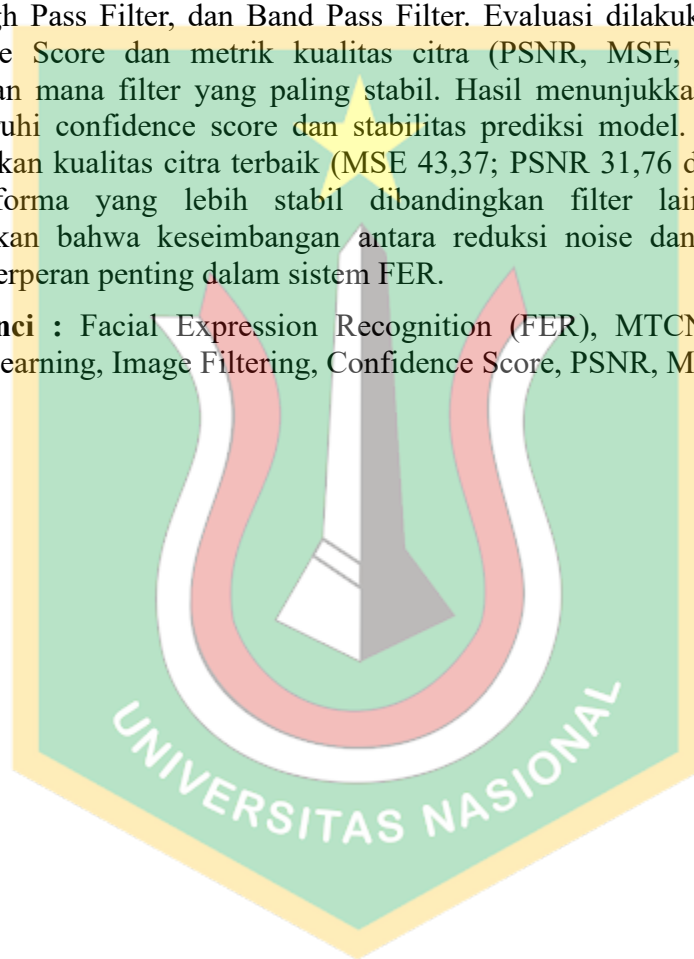 gh Pass Filter, dan Band Pass Filter. Evaluasi dilaku
e Score dan metrik kualitas citra (PSNR, MSE,
an mana filter yang paling stabil. Hasil menunjukka
uhi confidence score dan stabilitas prediksi model.
kan kualitas citra terbaik (MSE 43,37; PSNR 31,76 d
forma yang lebih stabil dibandingkan filter lai
kan bahwa keseimbangan antara reduksi noise dan
erperan penting dalam sistem FER.
nci : Facial Expression Recognition (FER), MTCN
earning, Image Filtering, Confidence Score, PSNR, M
UNIVERSITAS NASIONAL